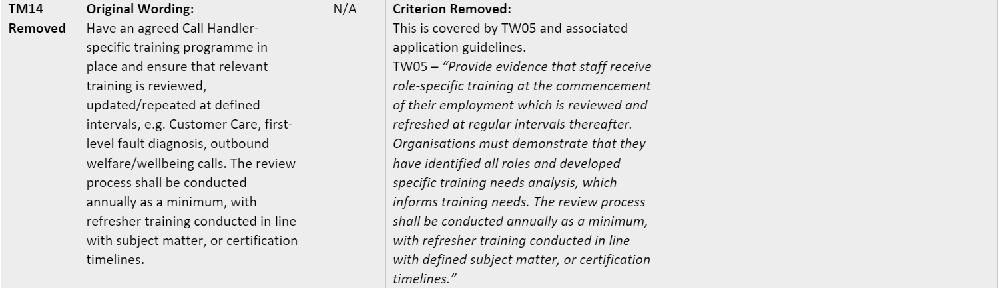 TM14
Removed
Original Wording:
Have an agreed Call Handler-
specific training programme in
place and ensure that relevant
training is reviewed,
updated/repeated at defined
intervals, e.g. Customer Care, first-
level fault diagnosis, outbound
welfare/wellbeing calls. The review
process shall be conducted
annually as a minimum, with
refresher training conducted in line
with subject matter, or certification
timelines.
N/A
Criterion Removed:
This is covered by TW05 and associated
application guidelines.
TW05 – “Provide evidence that staff receive
role-specific training at the commencement
of their employment which is reviewed and
refreshed at regular intervals thereafter.
Organisations must demonstrate that they
have identified all roles and developed
specific training needs analysis, which
informs training needs. The review process
shall be conducted annually as a minimum,
with refresher training conducted in line
with defined subject matter, or certification
timelines.”